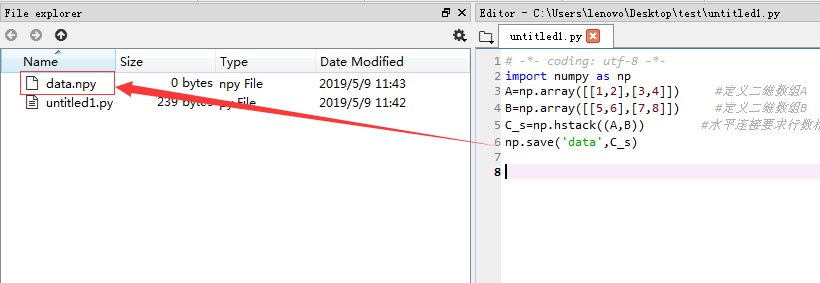 File explorer
Name Size Type Date Modified
data.npy 0 bytes npy File 2019/5/9 11:43
untitled1.py 239 bytes py File 2019/5/9 11:42
Editor - C:\Users\lenovo\Desktop\test\untitled1.py
untitled1.py
1 # -*- coding: utf-8 -*-
2 import numpy as np
3 A=np.array([[1,2],[3,4]]) #定义二维数组A
4 B=np.array([[5,6],[7,8]]) #定义二维数组B
5 C_s=np.hstack((A,B)) #水平连接要求行数
6 np.save('data',C_s)
7
8